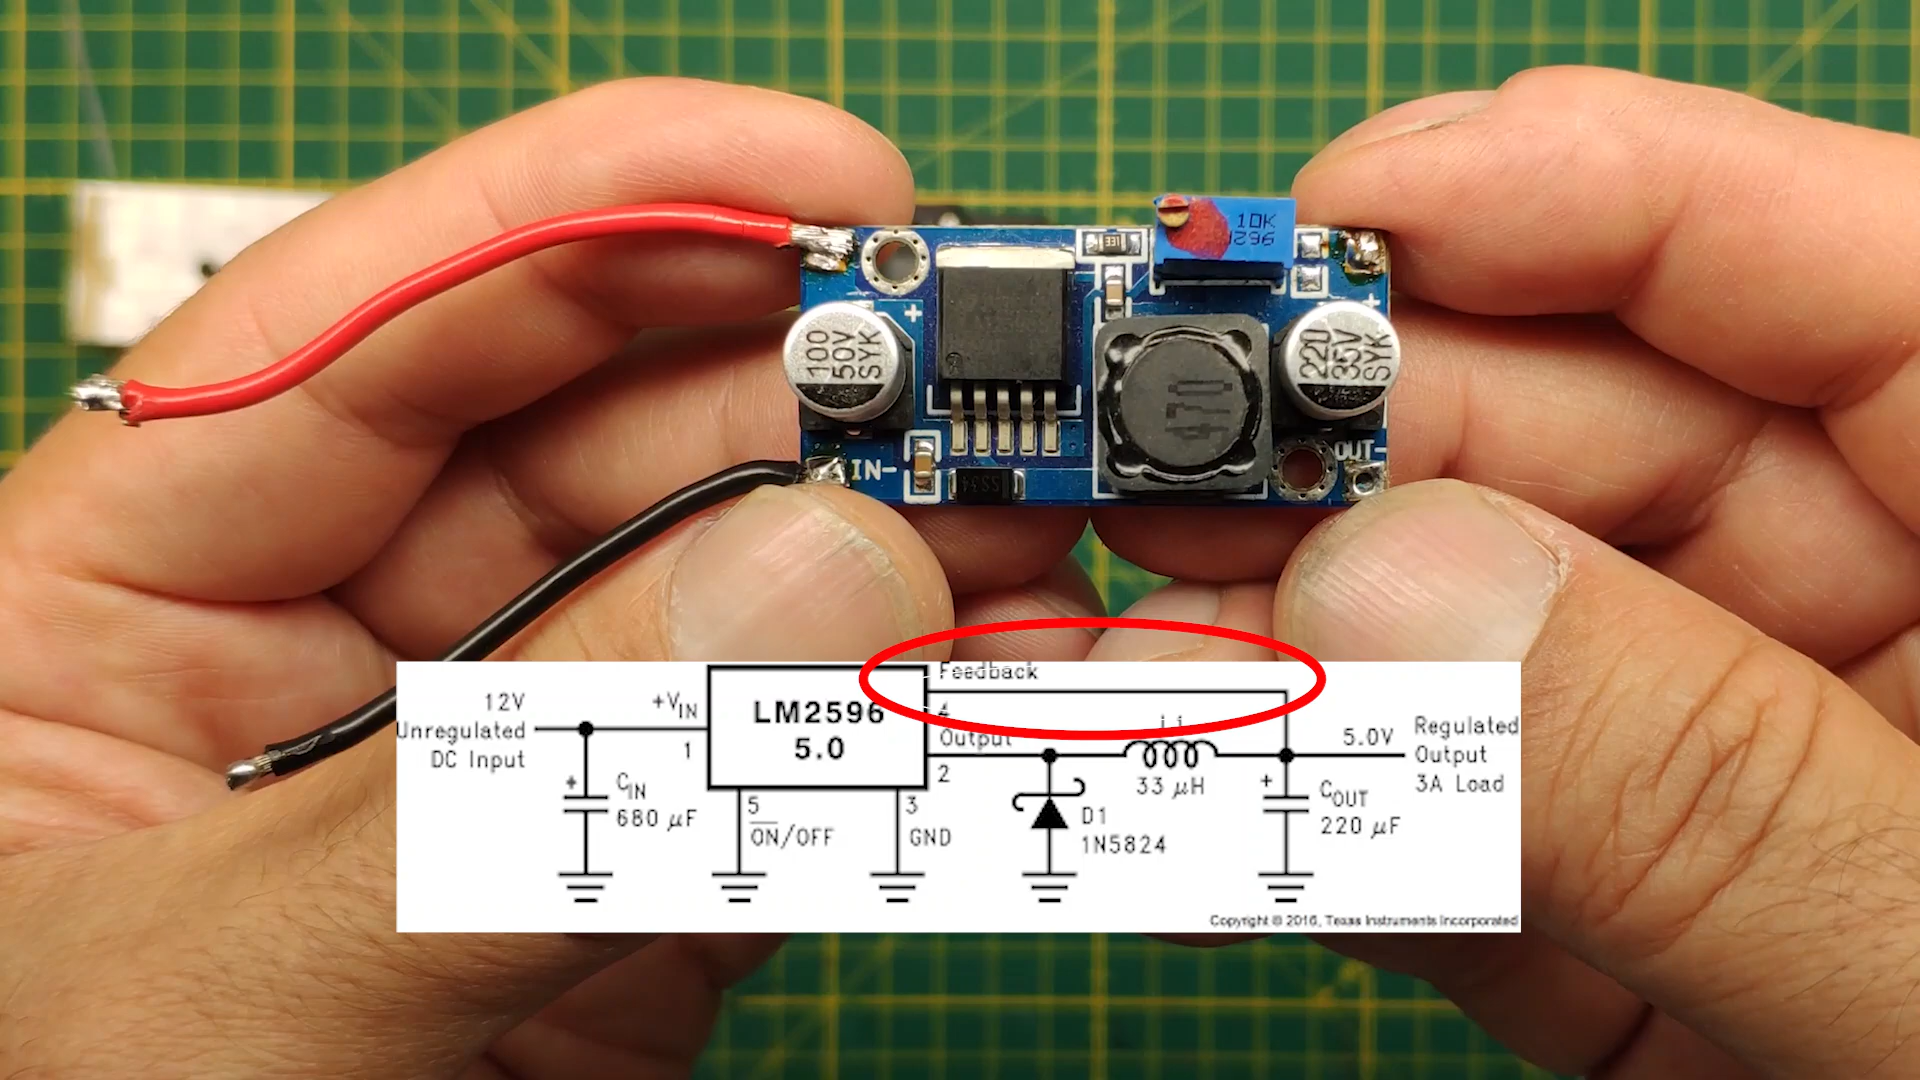 10K
100
50V
SYK
+
331
+
220
35V
SYK
470
IN-
OUT-
SS34
Feedback
12V
Unregulated
DC Input
+VIN
1
LM2596
5.0
4
Output
2
+
CIN
680 µF
5
ON/OFF
3
GND
D1
1N5824
33 µH
5.0V
Regulated
Output
3A Load
+
COUT
220 µF
Copyright © 2016, Texas Instruments Incorporated